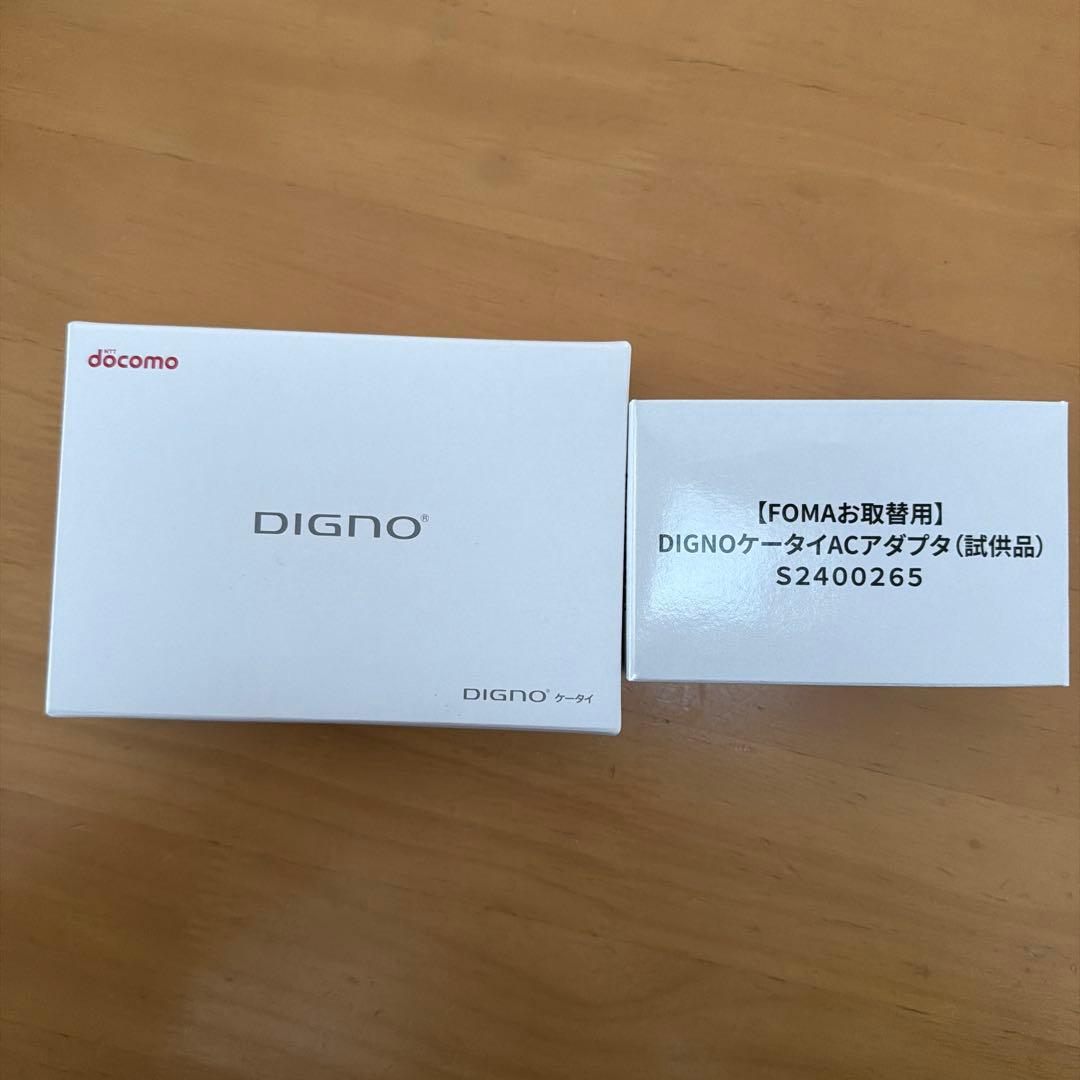 NTT
docomo
DIGNO®
DIGNO® ケータイ
【FOMAお取替用】
DIGNOケータイACアダプタ(試供品)
S2400265